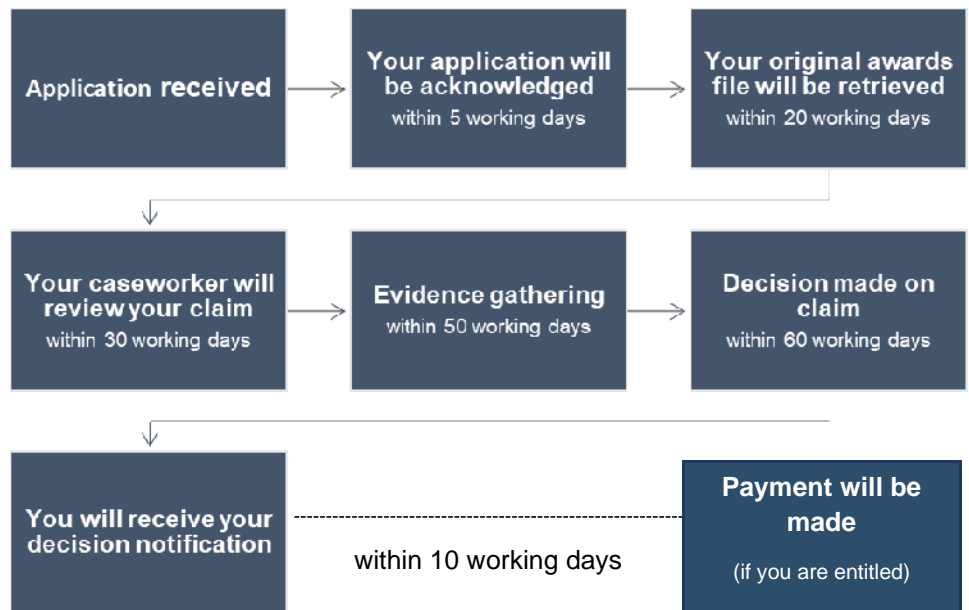 Application received
Your application will
be acknowledged
within 5 working days
Your original awards
file will be retrieved
within 20 working days
Your caseworker will
review your claim
within 30 working days
Evidence gathering
within 50 working days
Decision made on
claim
within 60 working days
You will receive your
decision notification
within 10 working days
Payment will be
made
(if you are entitled)